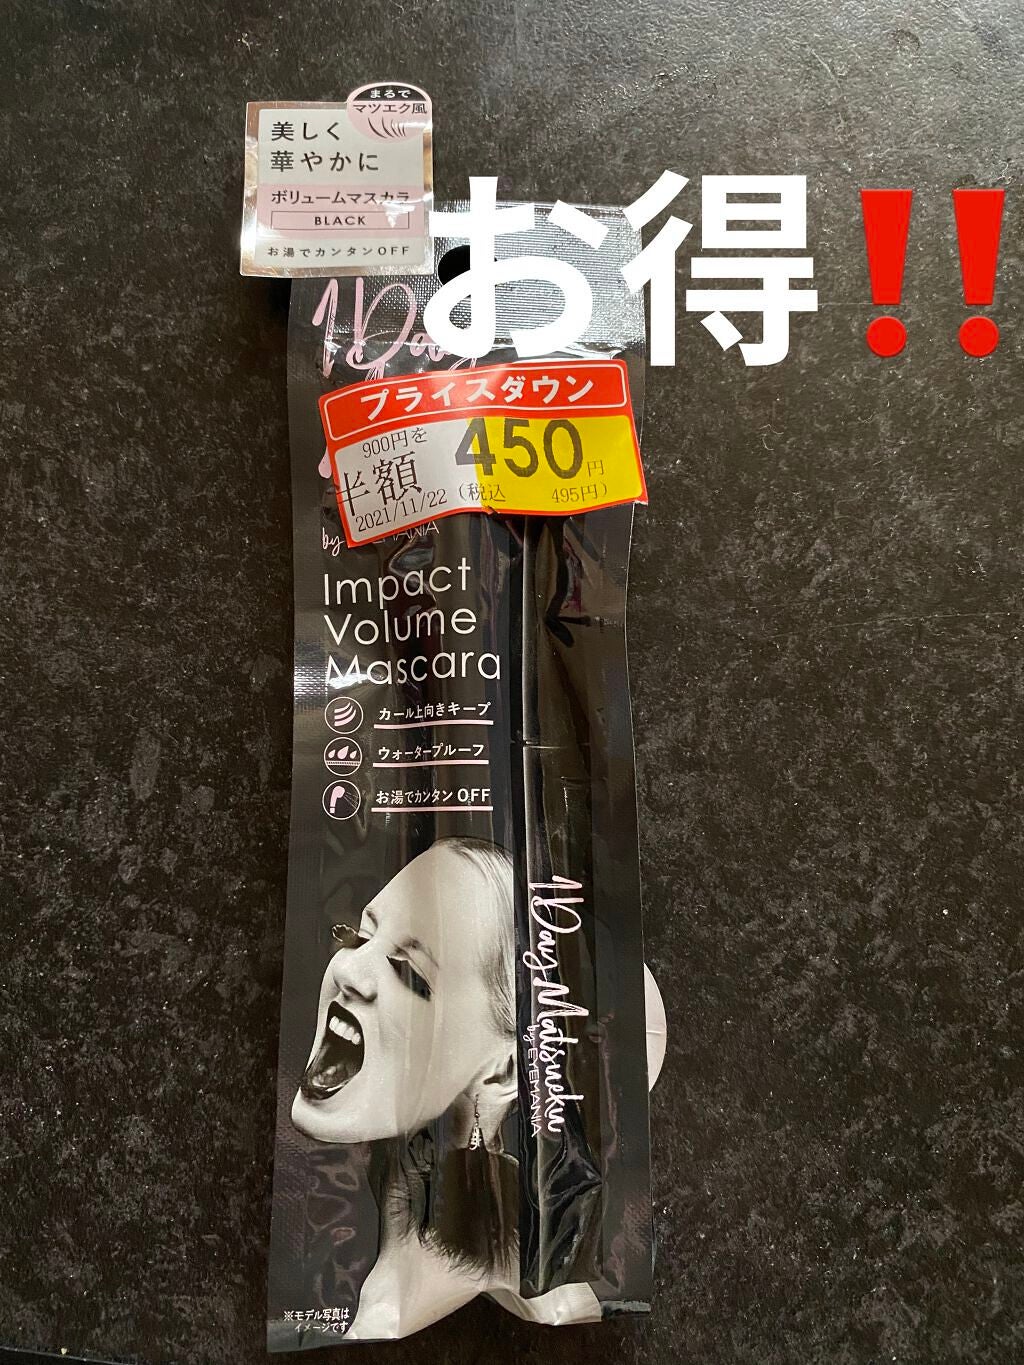 まるで
マツエク風
美しく
華やかに
ボリュームマスカラ
BLACK
お湯でカンタンOFF
お得‼
1Day
プライスダウン
900円を
半額
450円
2021/11/22
(税込 495円)
by
Impact
Volume
Mascara
カール上向きキープ
ウォータープルーフ
お湯でカンタンOFF
1Day Matsueku
by EYEMANIA
※モデル写真は
イメージです